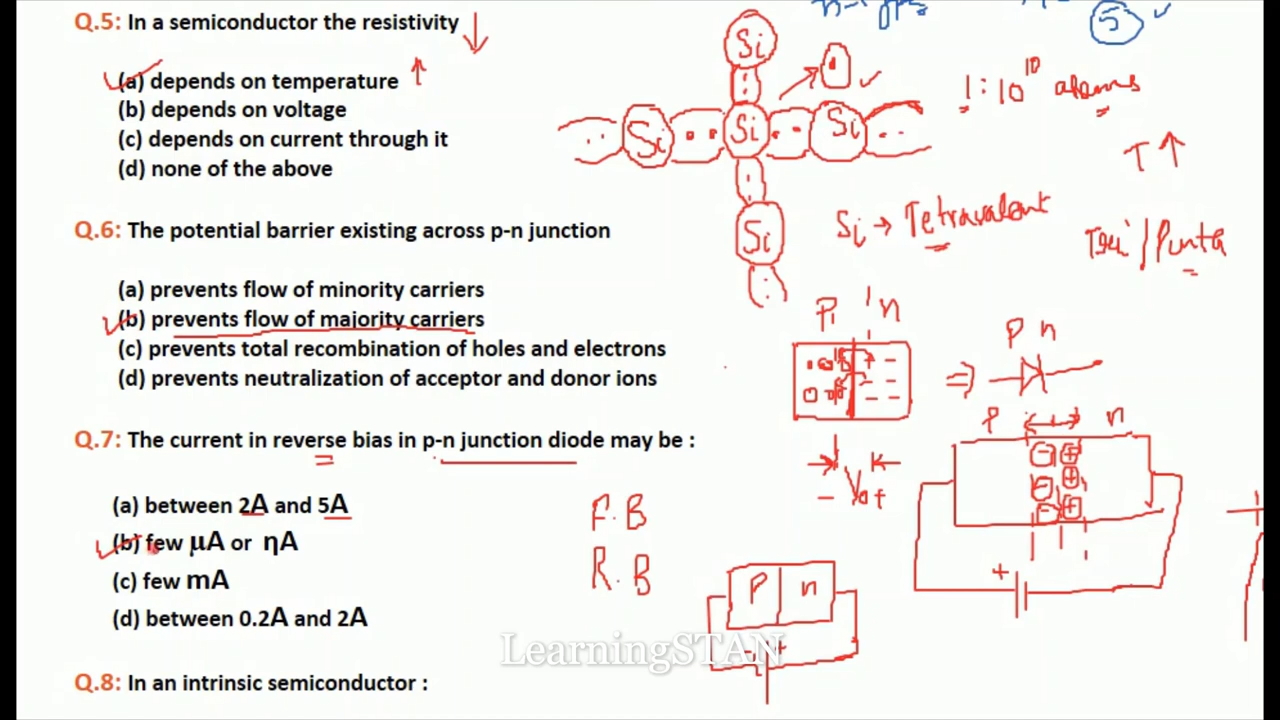 Q.5: In a semiconductor the resistivity
(a) depends on temperature
(b) depends on voltage
(c) depends on current through it
(d) none of the above
Q.6: The potential barrier existing across p-n junction
(a) prevents flow of minority carriers
(b) prevents flow of majority carriers
(c) prevents total recombination of holes and electrons
(d) prevents neutralization of acceptor and donor ions
Q.7: The current in reverse bias in p-n junction diode may be :
(a) between 2A and 5A
(b) few μA or ηA
(c) few mA
(d) between 0.2A and 2A
Q.8: In an intrinsic semiconductor :
5
Si
Si Si Si
Si
1:10¹⁰ atoms
T ↑
Si → Tetravalent
Tri / Penta
P n
P n
P n
- V₀ +
F.B
R.B
P n
+
- +
LearningSTAN